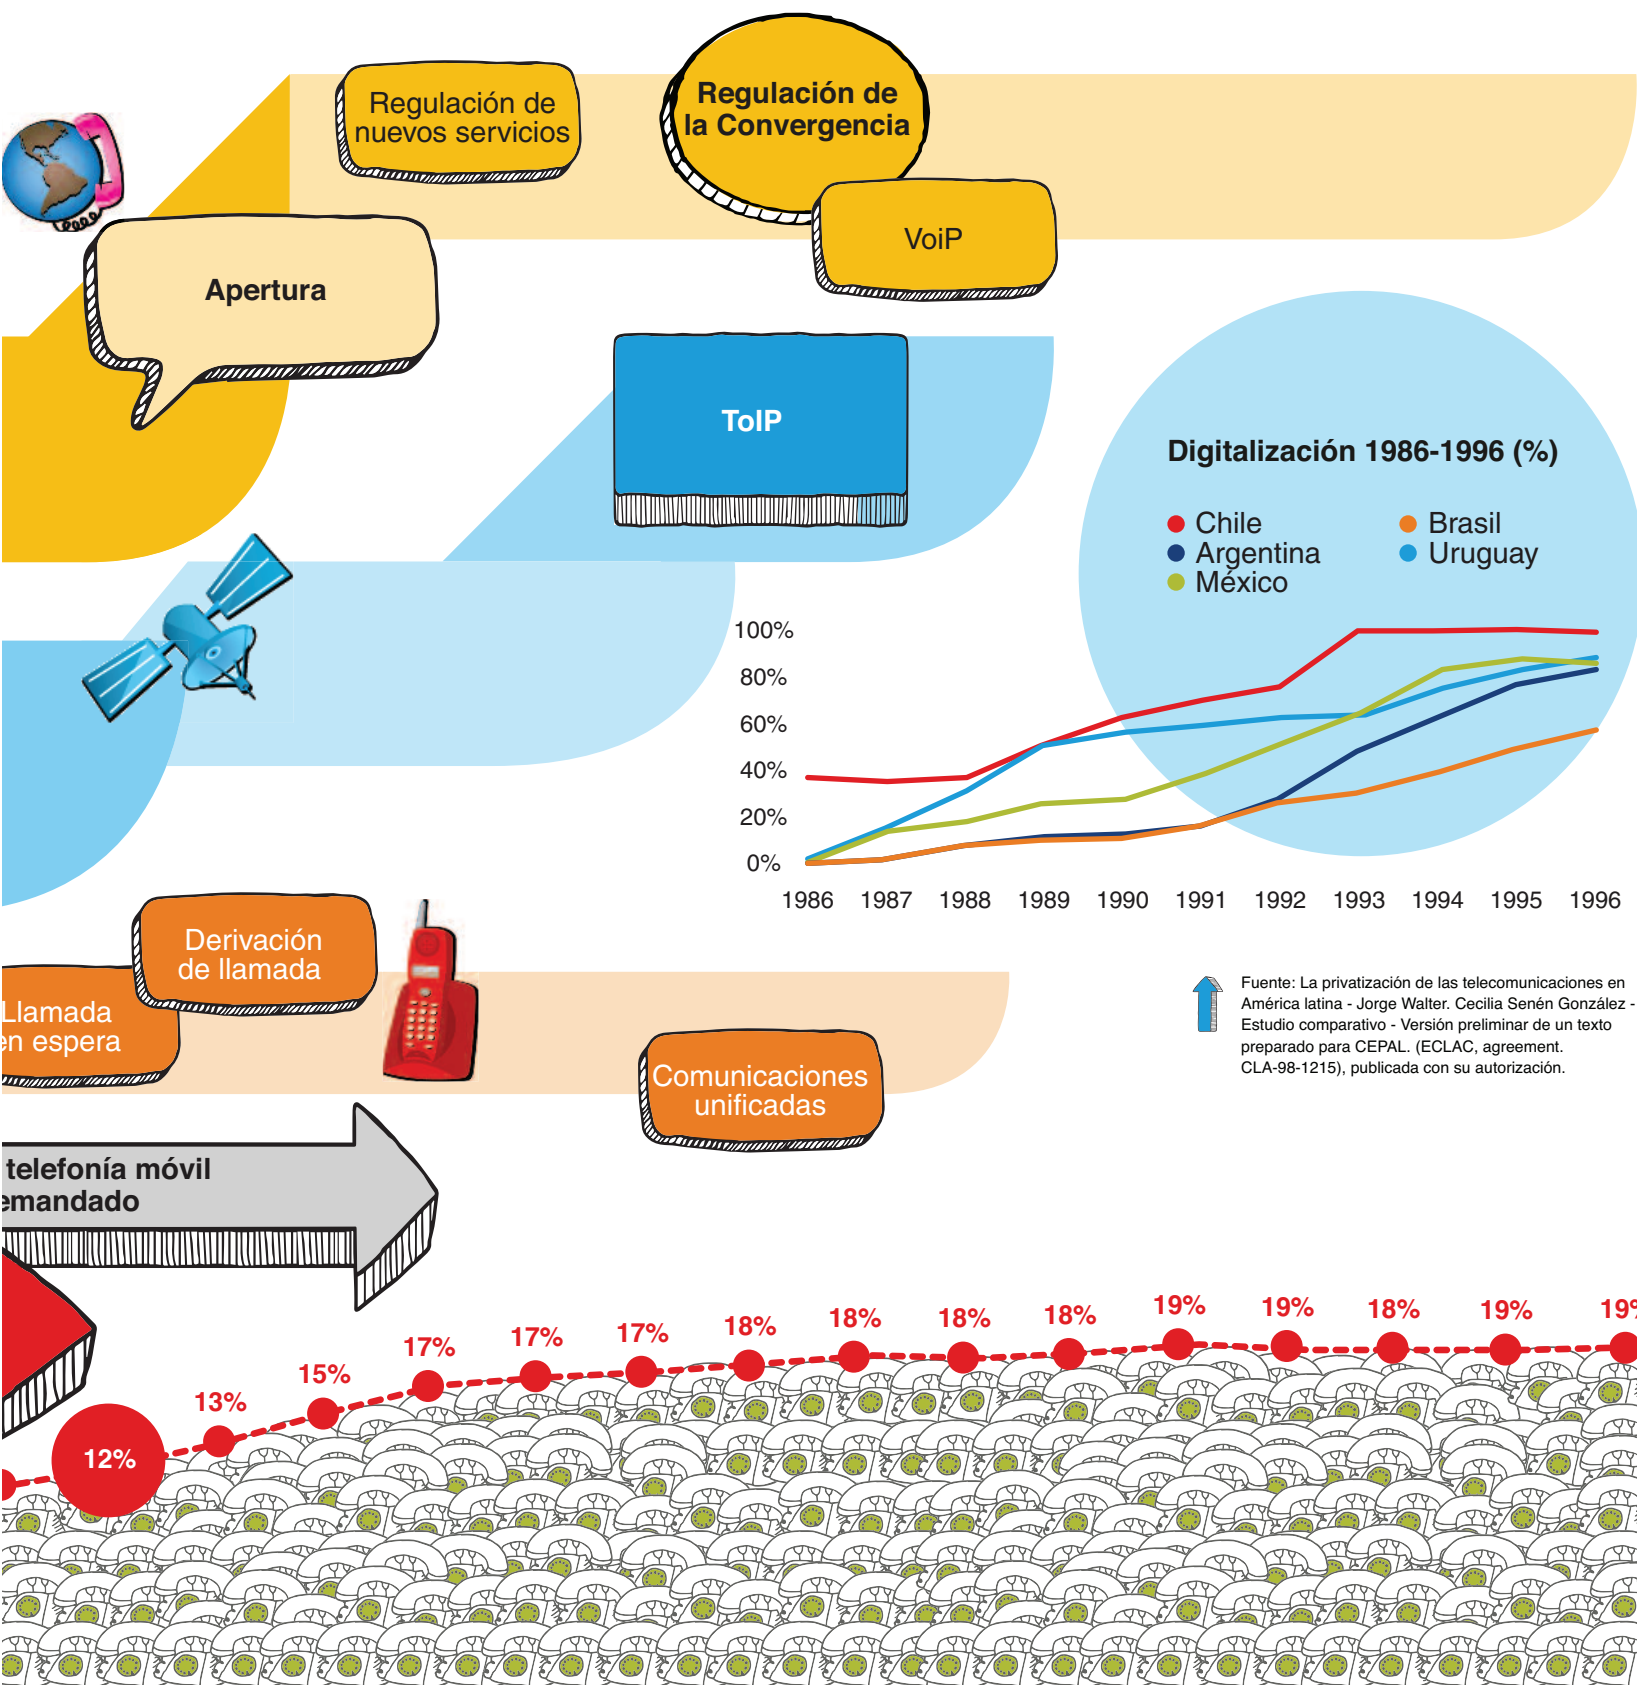 Regulación de
nuevos servicios
Regulación de
la Convergencia
VoiP
Apertura
ToIP
Digitalización 1986-1996 (%)
Chile
Argentina
México
Brasil
Uruguay
100%
80%
60%
40%
20%
0%
1986 1987 1988 1989 1990 1991 1992 1993 1994 1995 1996
Derivación
de llamada
Llamada
en espera
Comunicaciones
unificadas
Fuente: La privatización de las telecomunicaciones en
América latina - Jorge Walter. Cecilia Senén González -
Estudio comparativo - Versión preliminar de un texto
preparado para CEPAL. (ECLAC, agreement.
CLA-98-1215), publicada con su autorización.
telefonía móvil
emandado
12% 13% 15% 17% 17% 17% 18% 18% 18% 18% 19% 19% 18% 19% 19%